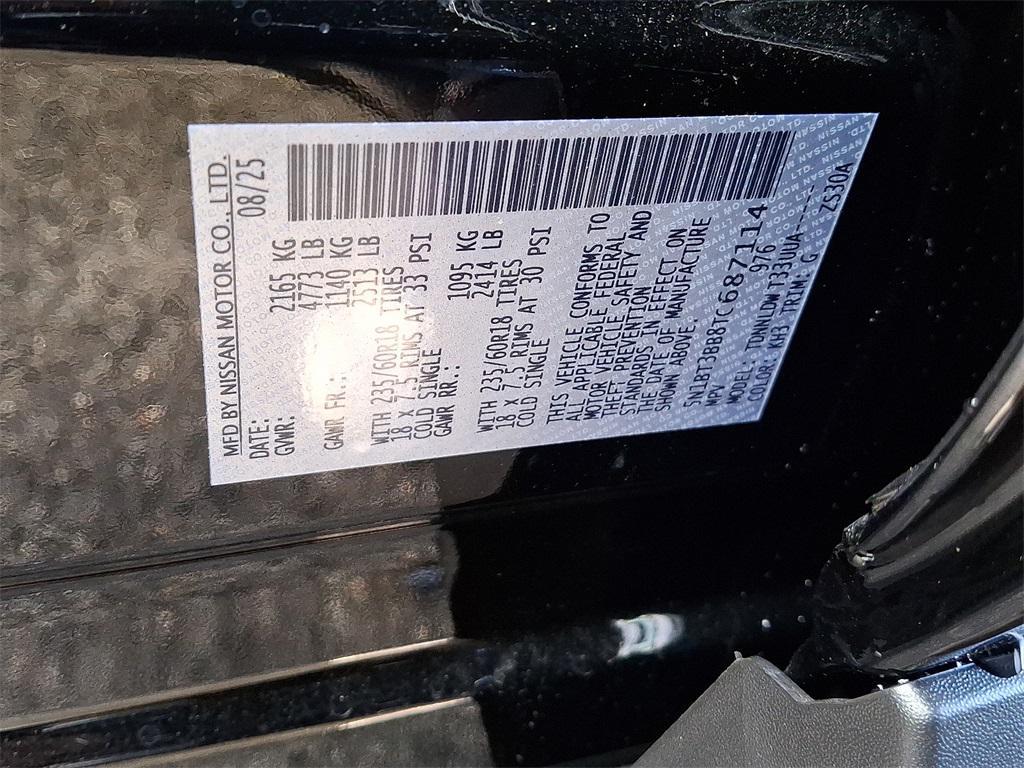 MFD BY NISSAN MOTOR CO., LTD.
DATE: 08/25
GVWR: 2165 KG
4773 LB
GAWR FR.: 1140 KG
2513 LB
WITH 235/60R18 TIRES
18 X 7.5 RIMS AT 33 PSI
COLD SINGLE
GAWR RR.: 1095 KG
2414 LB
WITH 235/60R18 TIRES
18 X 7.5 RIMS AT 30 PSI
COLD SINGLE
THIS VEHICLE CONFORMS TO
ALL APPLICABLE FEDERAL
MOTOR VEHICLE SAFETY AND
THEFT PREVENTION
STANDARDS IN EFFECT ON
THE DATE OF MANUFACTURE
SHOWN ABOVE.
5N1BT3BB8TC687114
MPV 976
MODEL: TDNNLDW T33UUA----
COLOR: KH3 TRIM: G ZS30A